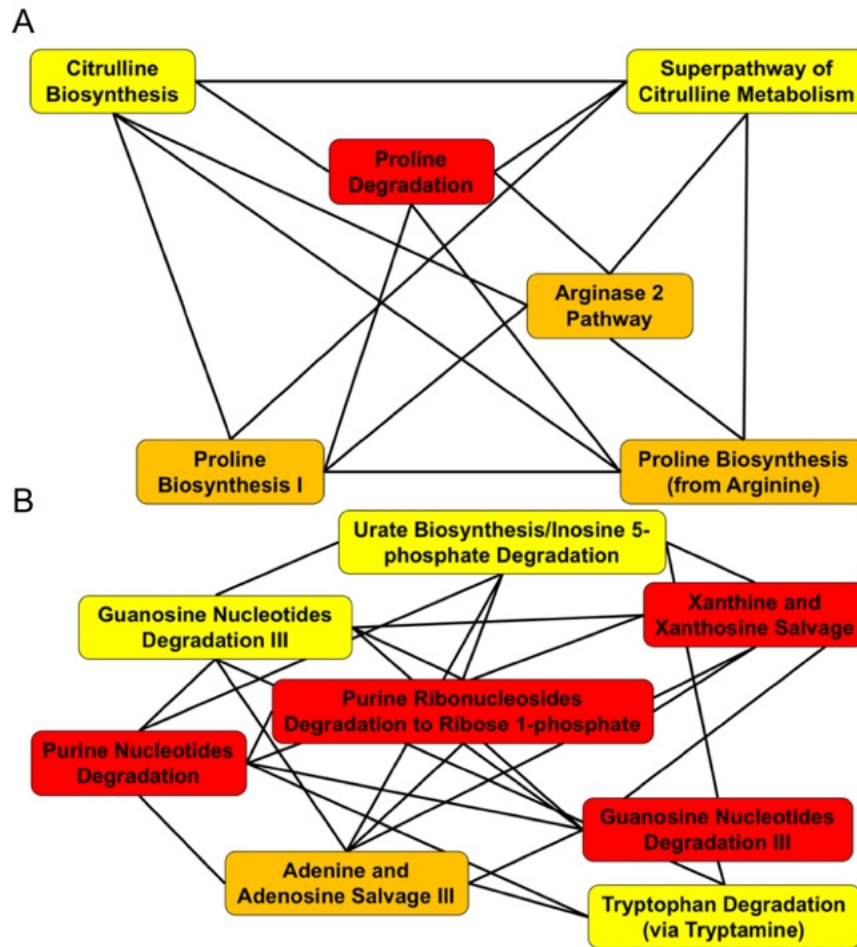 A
Citrulline
Biosynthesis
Superpathway of
Citrulline Metabolism
Proline
Degradation
Arginase 2
Pathway
Proline
Biosynthesis I
Proline Biosynthesis
(from Arginine)
B
Urate Biosynthesis/Inosine 5-
phosphate Degradation
Guanosine Nucleotides
Degradation III
Xanthine and
Xanthosine Salvage
Purine Ribonucleosides
Degradation to Ribose 1-phosphate
Purine Nucleotides
Degradation
Guanosine Nucleotides
Degradation III
Adenine and
Adenosine Salvage III
Tryptophan Degradation
(via Tryptamine)